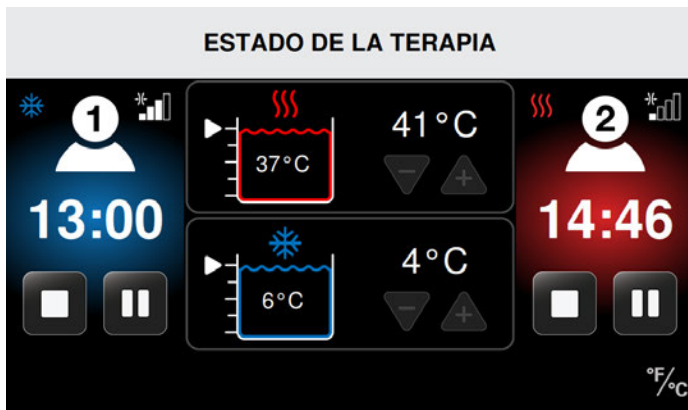 ESTADO DE LA TERAPIA
1
13:00
41°C
37°C
4°C
6°C
2
14:46
°F/°C